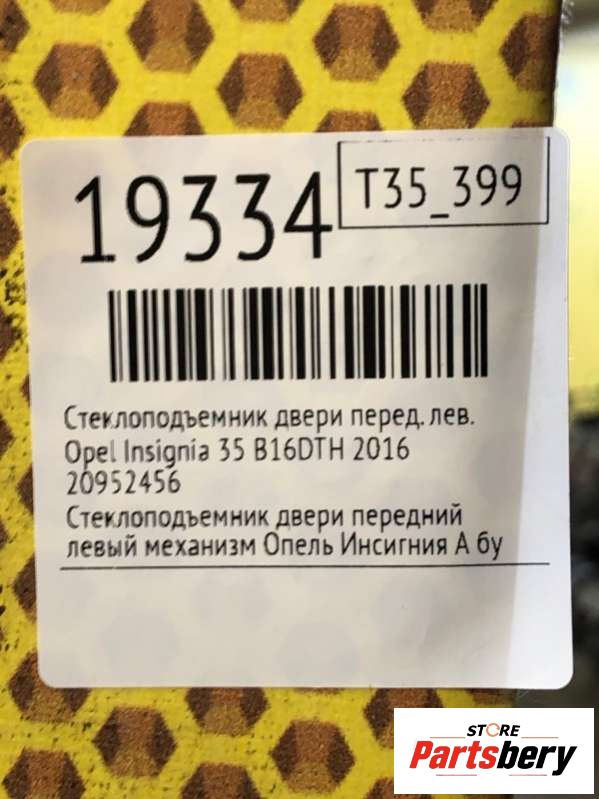 19334
T35_399
Стеклоподъемник двери перед. лев.
Opel Insignia 35 B16DTH 2016
20952456
Стеклоподъемник двери передний
левый механизм Опель Инсигния А бу
STORE
Partsbery